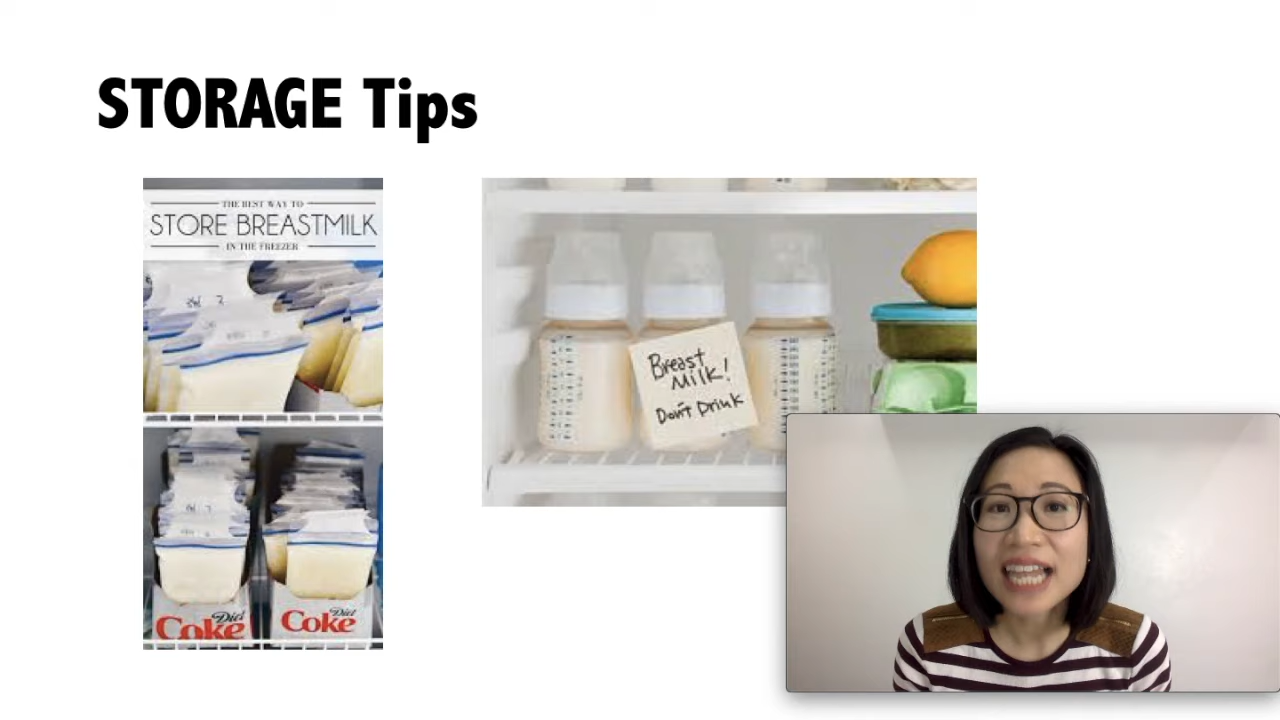 STORAGE Tips
THE BEST WAY TO
STORE BREASTMILK
IN THE FREEZER
Breast
Milk!
Don't Drink
Diet
Coke
Diet
Coke